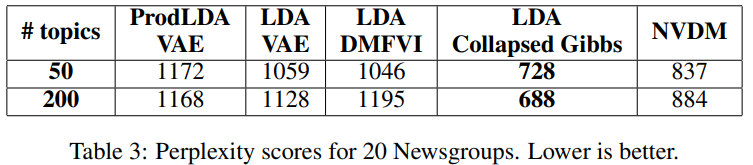 # topics ProdLDA VAE LDA VAE LDA DMFVI LDA Collapsed Gibbs NVDM
50 1172 1059 1046 728 837
200 1168 1128 1195 688 884
Table 3: Perplexity scores for 20 Newsgroups. Lower is better.